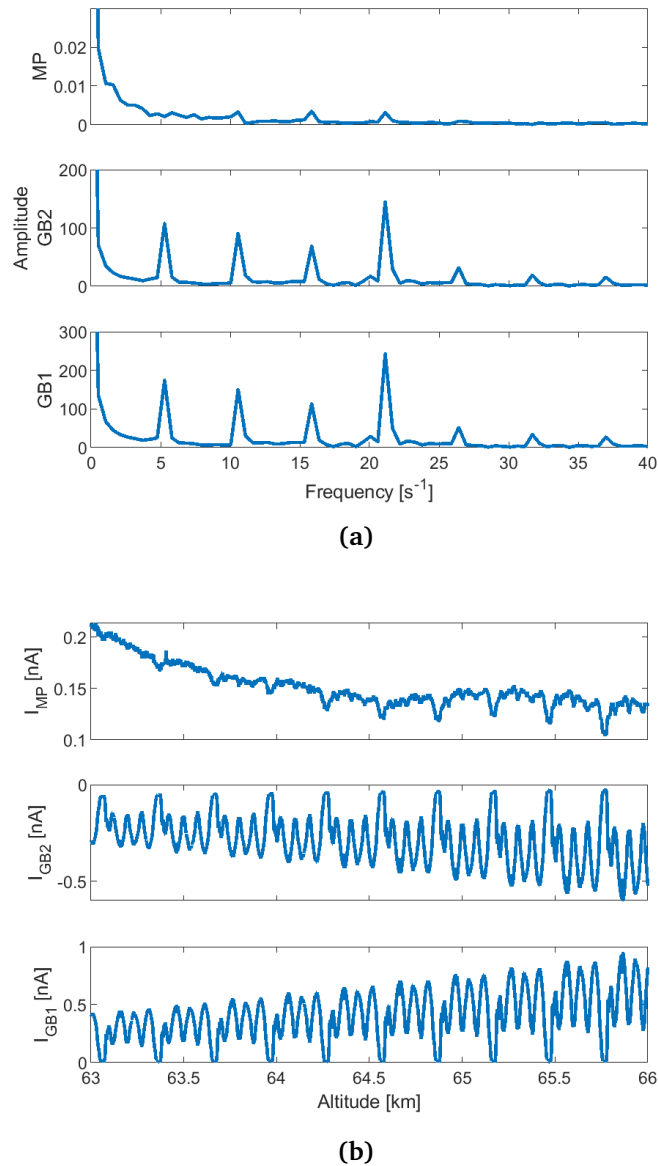 0.02
0.01
0
MP
200
100
0
Amplitude
GB2
300
200
100
0
GB1
0 5 10 15 20 25 30 35 40
Frequency [s⁻¹]
(a)
0.2
0.15
0.1
I_MP [nA]
0
-0.5
I_GB2 [nA]
1
0.5
0
I_GB1 [nA]
63 63.5 64 64.5 65 65.5 66
Altitude [km]
(b)